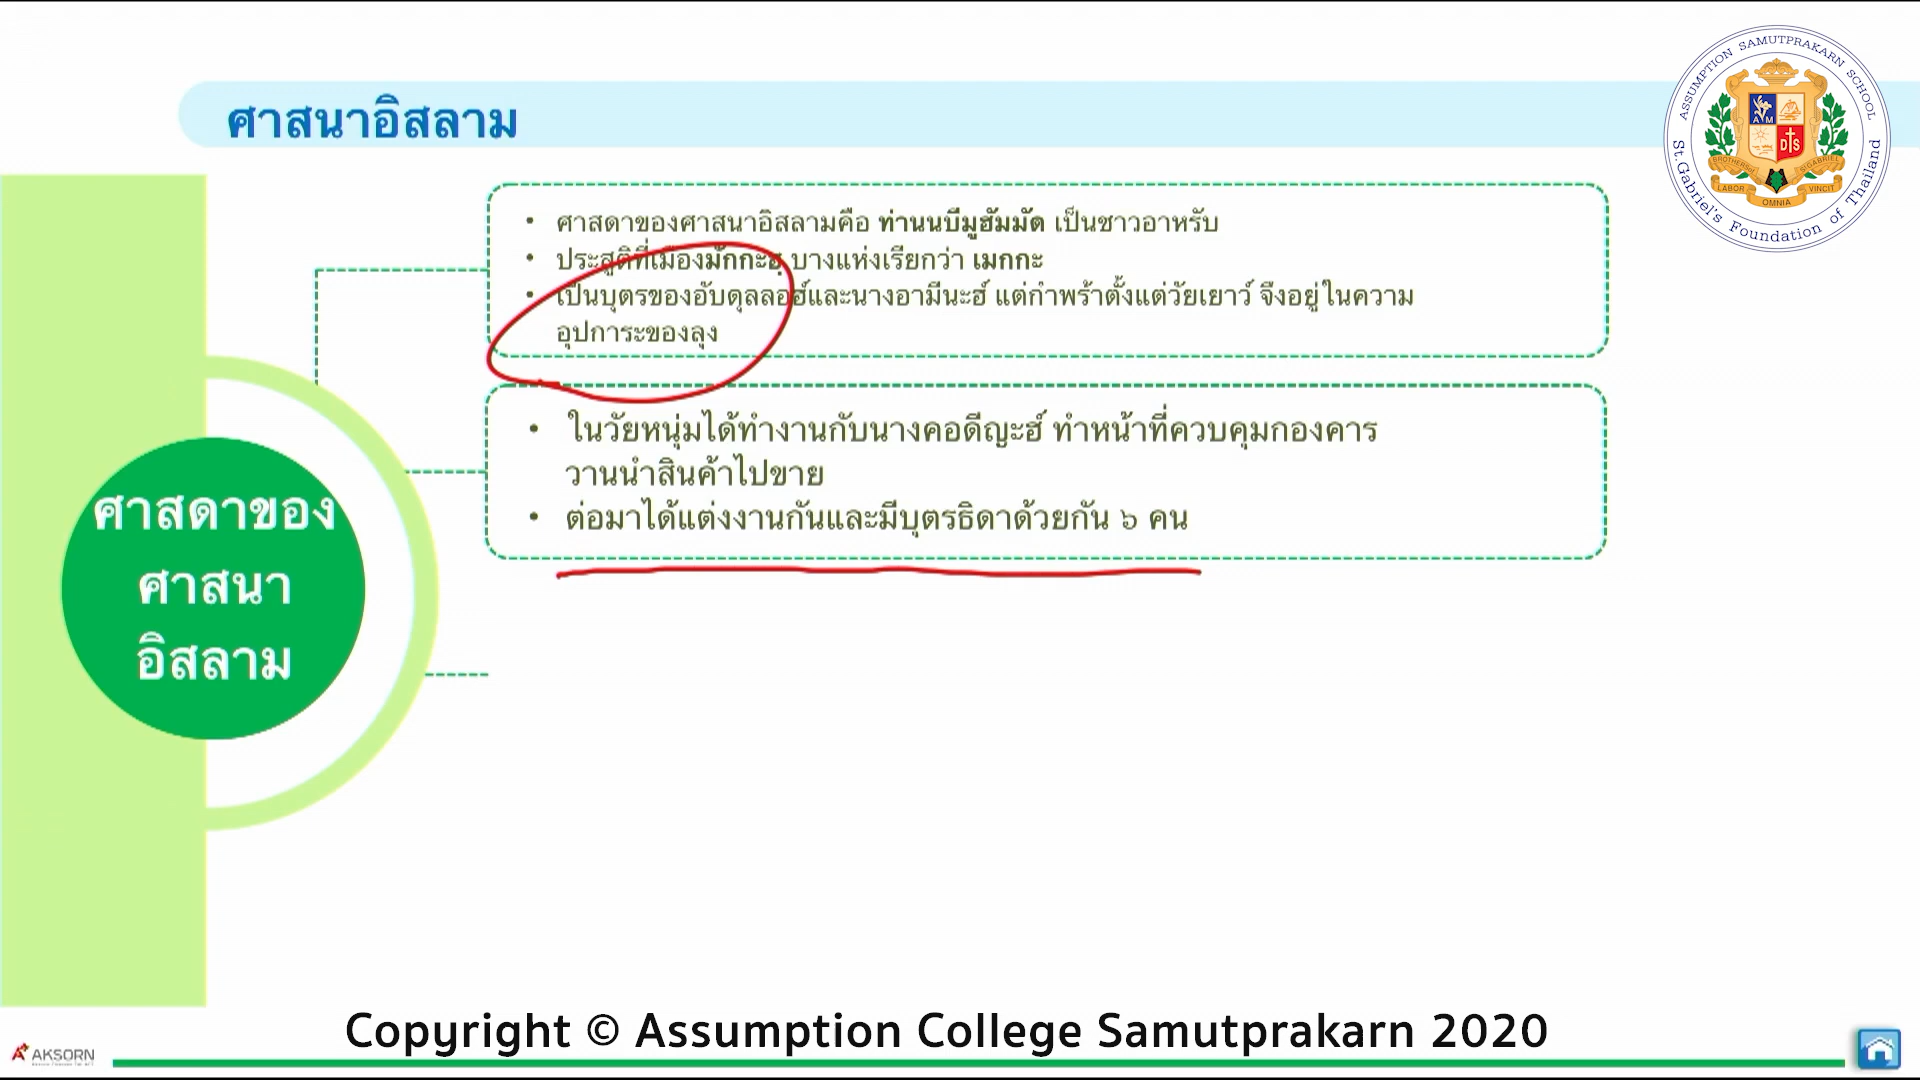 ศาสนาอิสลาม
ASSUMPTION SAMUTPRAKARN SCHOOL
St.Gabriel's Foundation of Thailand
A M
D S
BROTHERS of ST GABRIEL
LABOR OMNIA VINCIT
• ศาสดาของศาสนาอิสลามคือ ท่านนบีมูฮัมมัด เป็นชาวอาหรับ
• ประสูติที่เมืองมักกะฮฺ บางแห่งเรียกว่า เมกกะ
• เป็นบุตรของอับดุลลอฮ์และนางอามีนะฮ์ แต่กำพร้าตั้งแต่วัยเยาว์ จึงอยู่ในความ
อุปการะของลุง
• ในวัยหนุ่มได้ทำงานกับนางคอดีญะฮ์ ทำหน้าที่ควบคุมกองคาร
วานนำสินค้าไปขาย
• ต่อมาได้แต่งงานกันและมีบุตรธิดาด้วยกัน ๖ คน
ศาสดาของ
ศาสนา
อิสลาม
Copyright © Assumption College Samutprakarn 2020
AKSORN